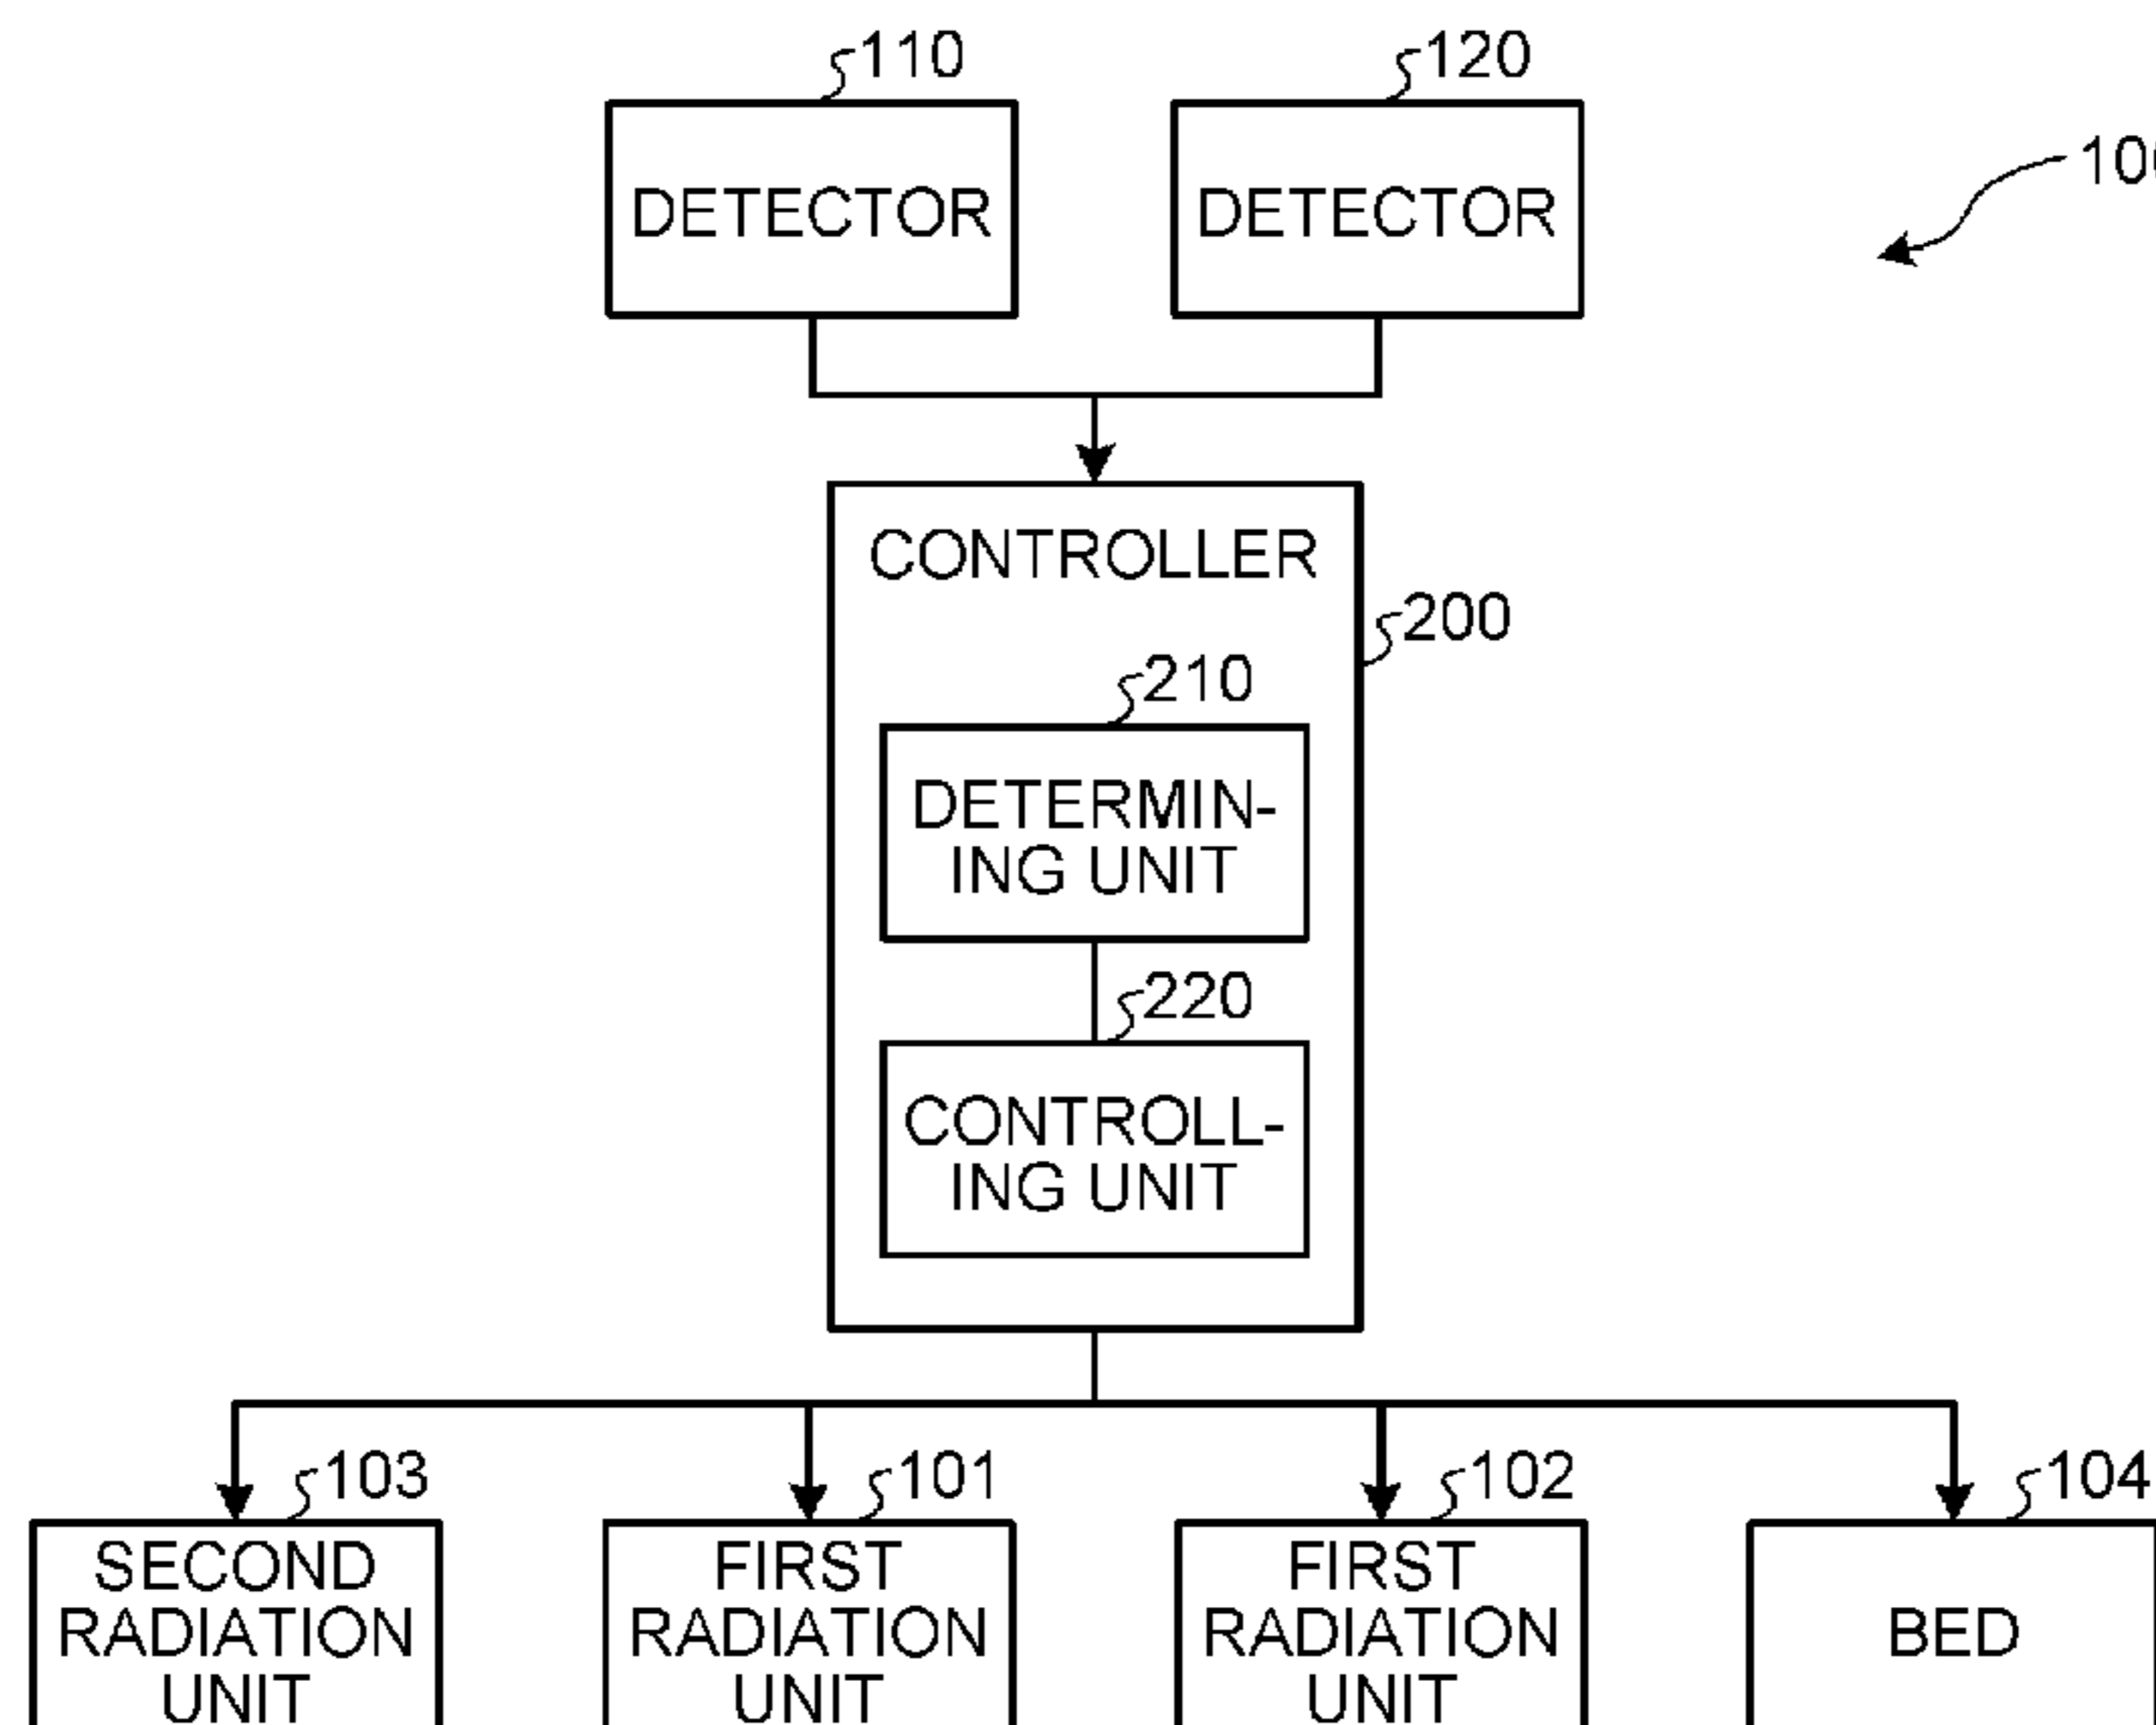 110
120
DETECTOR
DETECTOR
CONTROLLER
200
210
DETERMIN-
ING UNIT
220
CONTROLL-
ING UNIT
103
101
102
104
SECOND
RADIATION
UNIT
FIRST
RADIATION
UNIT
FIRST
RADIATION
UNIT
BED